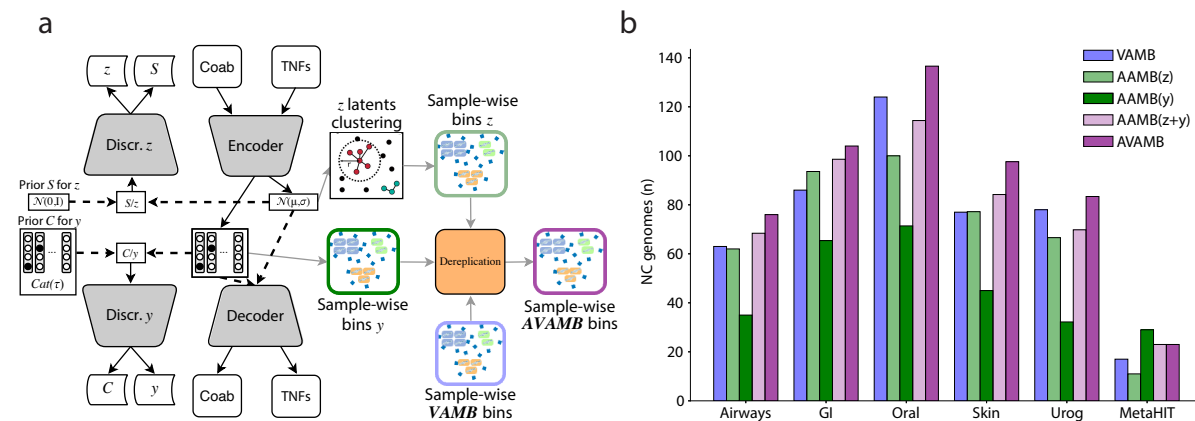 a
z
S
Coab
TNFs
Discr. z
Encoder
z latents
clustering
r
Sample-wise
bins z
Prior S for z
N(0,I)
S/z
N(μ,σ)
Prior C for y
...
Cat(τ)
C/y
...
Dereplication
Sample-wise
bins y
Sample-wise
AVAMB bins
Discr. y
Decoder
C
y
Coab
TNFs
Sample-wise
VAMB bins
b
NC genomes (n)
140
120
100
80
60
40
20
0
VAMB
AAMB(z)
AAMB(y)
AAMB(z+y)
AVAMB
Airways
GI
Oral
Skin
Urog
MetaHIT